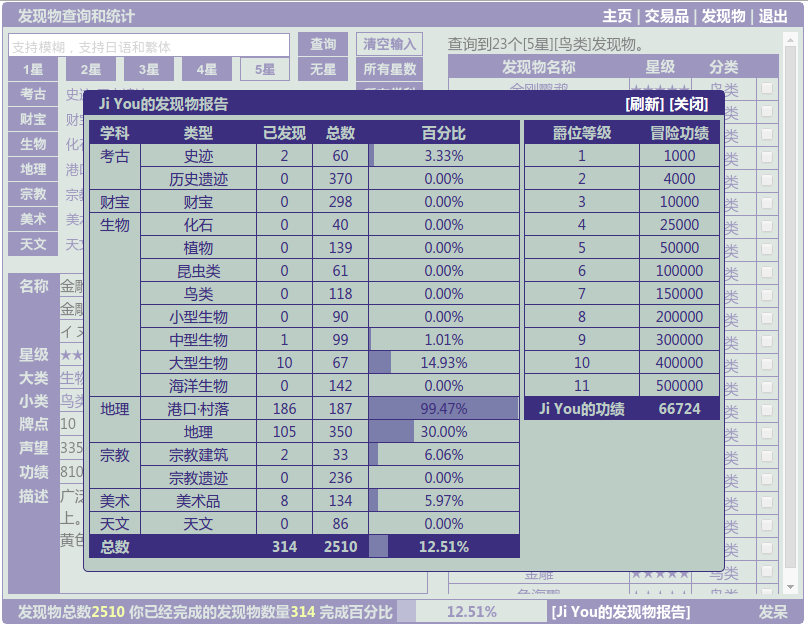 发现物查询和统计 主页 | 交易品 | 发现物 | 退出
支持模糊，支持日语和繁体 查询 清空输入 查询到23个[5星][鸟类]发现物。
1星 2星 3星 4星 5星 无星 所有星数 发现物名称 星级 分类
考古 史
Ji You的发现物报告 [刷新] [关闭]
学科 类型 已发现 总数 百分比 爵位等级 冒险功绩
考古 史迹 2 60 3.33% 1 1000
历史遗迹 0 370 0.00% 2 4000
财宝 财宝 0 298 0.00% 3 10000
生物 化石 0 40 0.00% 4 25000
植物 0 139 0.00% 5 50000
昆虫类 0 61 0.00% 6 100000
鸟类 0 118 0.00% 7 150000
小型生物 0 90 0.00% 8 200000
中型生物 1 99 1.01% 9 300000
大型生物 10 67 14.93% 10 400000
海洋生物 0 142 0.00% 11 500000
地理 港口·村落 186 187 99.47% Ji You的功绩 66724
地理 105 350 30.00%
宗教 宗教建筑 2 33 6.06%
宗教遗迹 0 236 0.00%
美术 美术品 8 134 5.97%
天文 天文 0 86 0.00%
总数 314 2510 12.51%
财宝
生物
地理
宗教
美术
天文
名称 金雕
星级 ★★
大类 生物
小类 鸟类
牌点 10
声望 335
功绩 810
描述 广泛
上。
黄色
金雕 ★★★★★ 鸟类
发现物总数2510 你已经完成的发现物数量314 完成百分比 12.51% [Ji You的发现物报告] 发呆